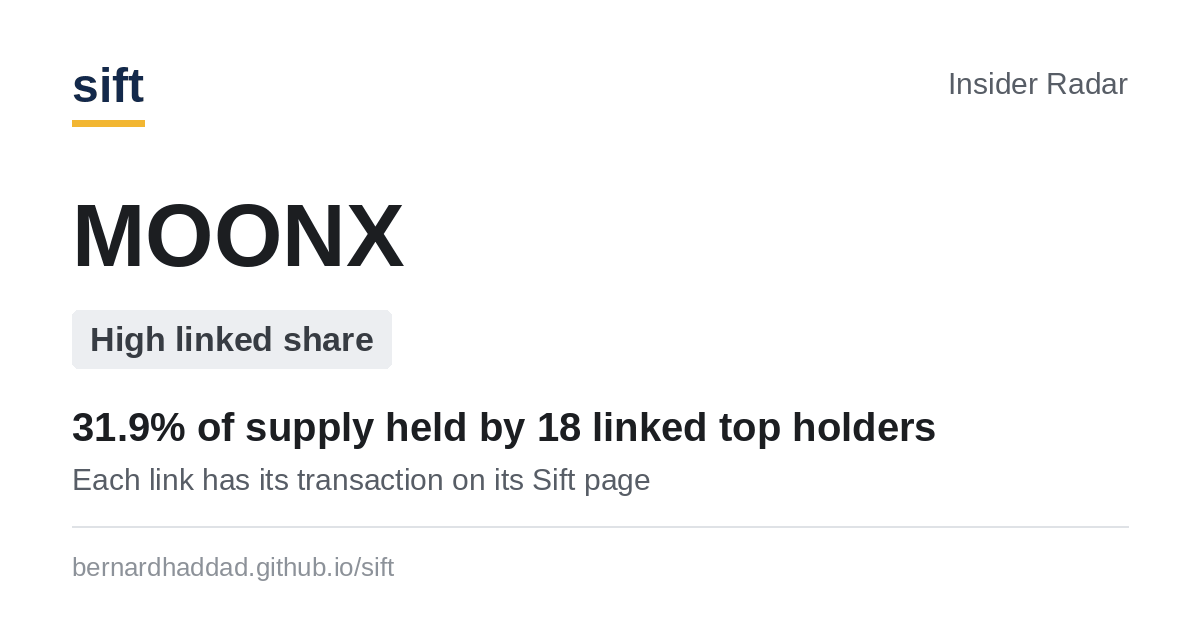 sift
Insider Radar
MOONX
High linked share
31.9% of supply held by 18 linked top holders
Each link has its transaction on its Sift page
bernardhaddad.github.io/sift